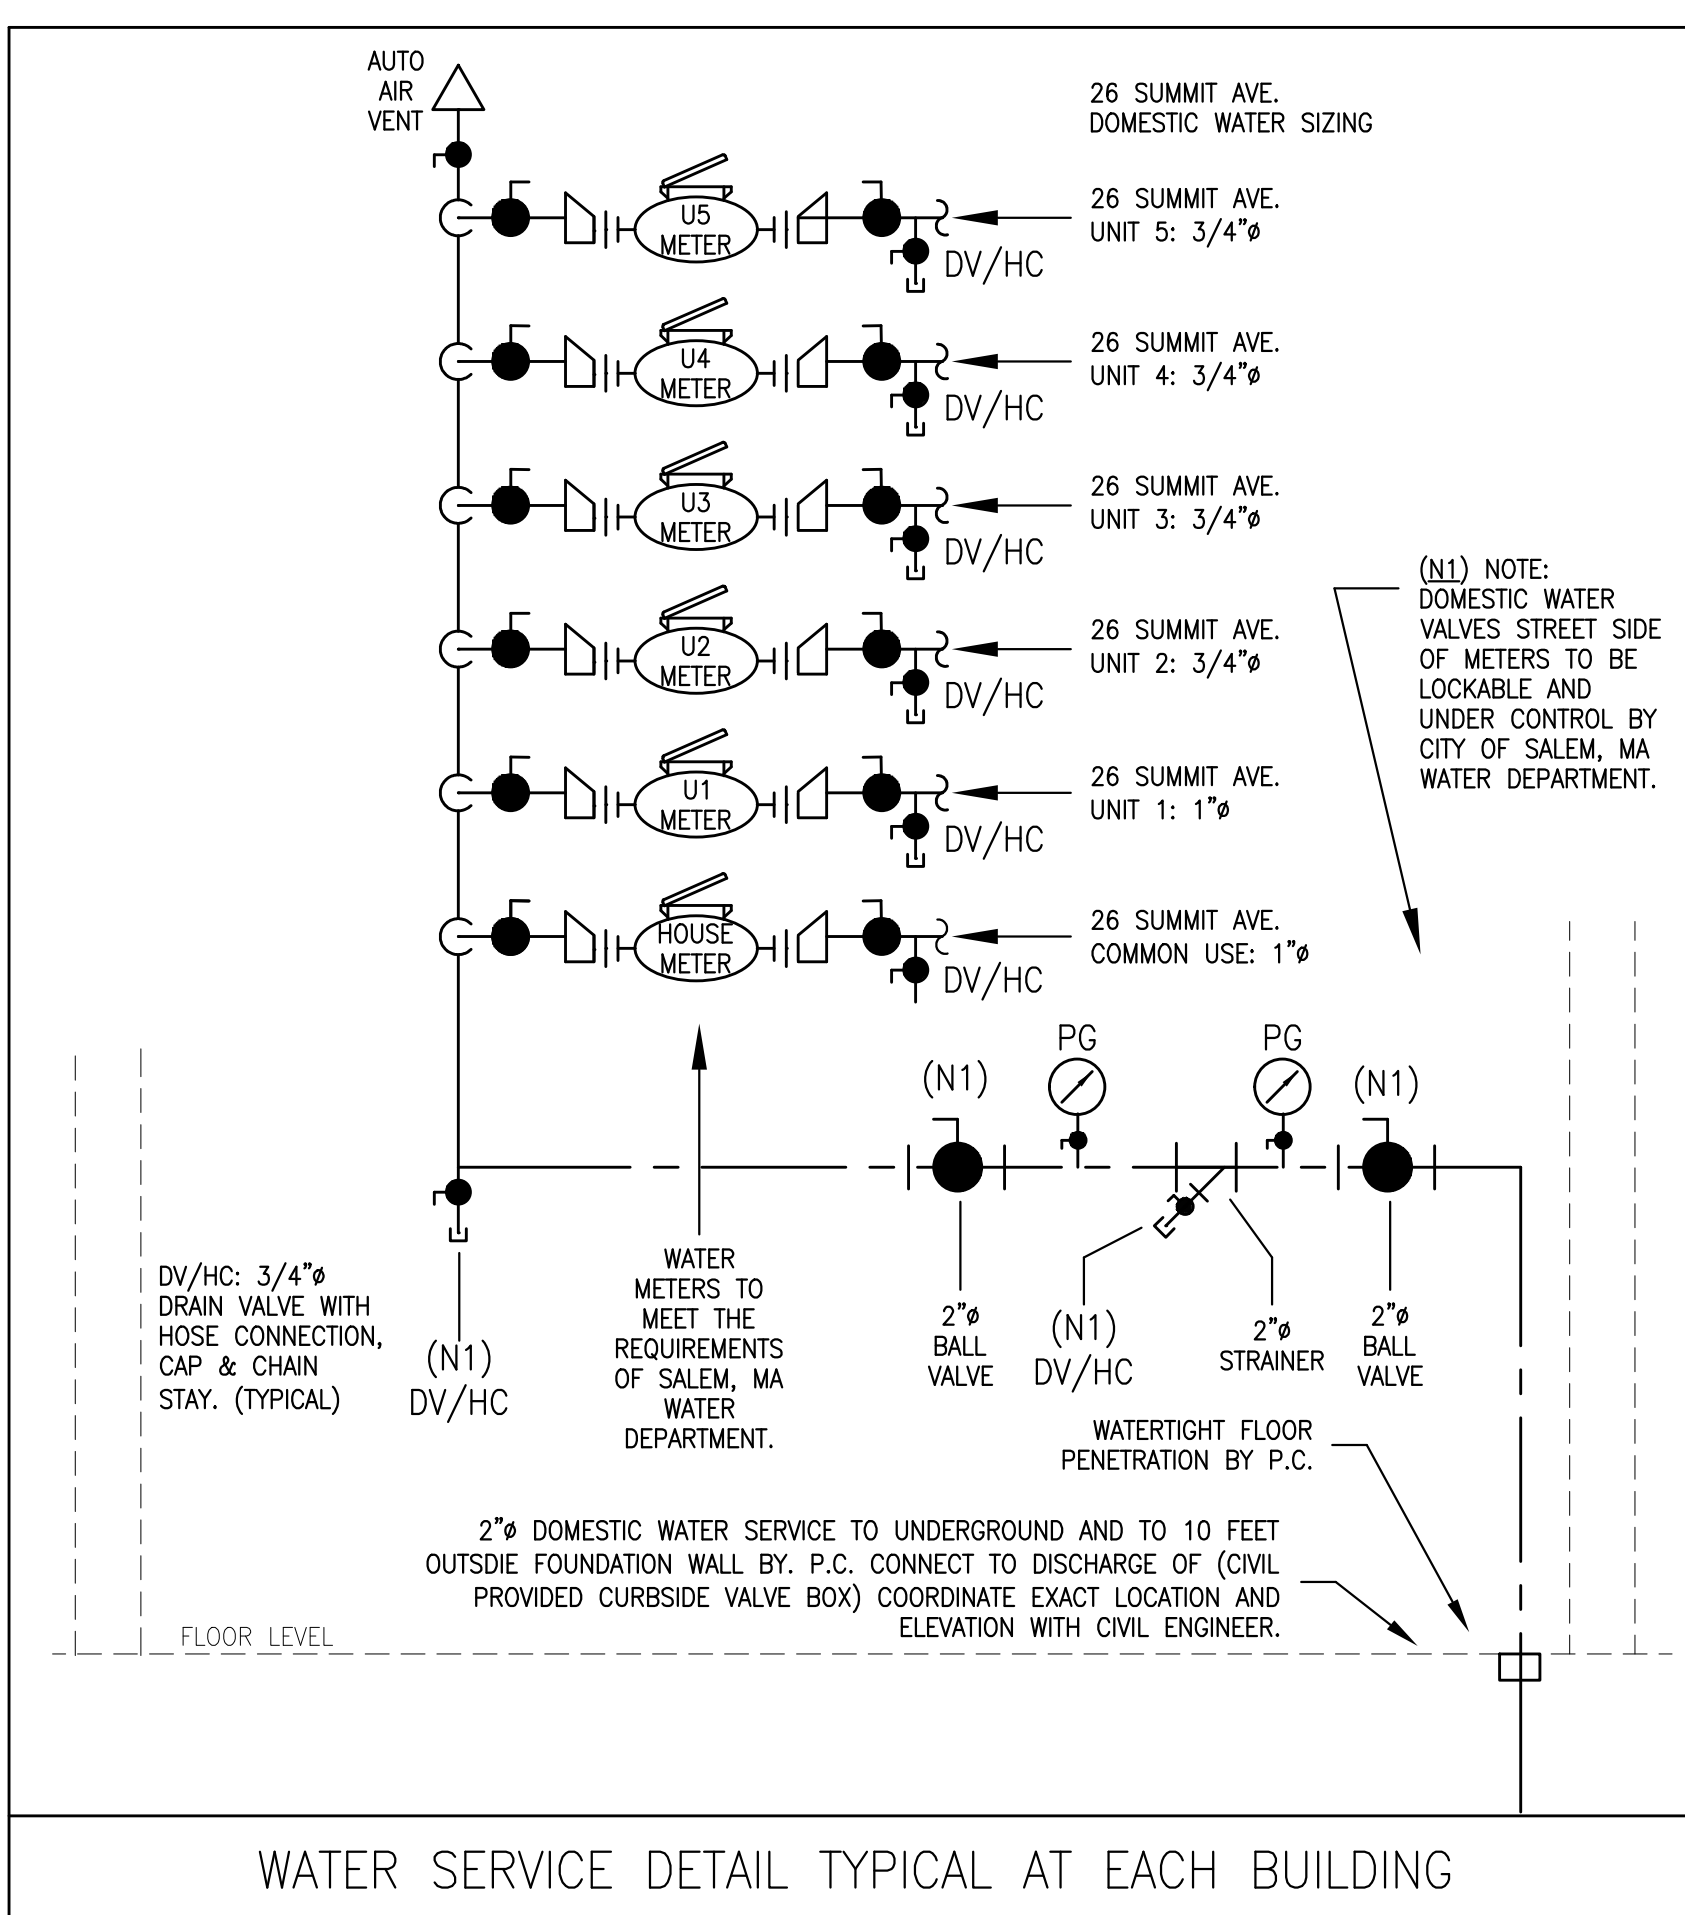 AUTO
AIR
VENT
26 SUMMIT AVE.
DOMESTIC WATER SIZING
U5
METER
DV/HC
26 SUMMIT AVE.
UNIT 5: 3/4"ø
U4
METER
DV/HC
26 SUMMIT AVE.
UNIT 4: 3/4"ø
U3
METER
DV/HC
26 SUMMIT AVE.
UNIT 3: 3/4"ø
U2
METER
DV/HC
26 SUMMIT AVE.
UNIT 2: 3/4"ø
U1
METER
DV/HC
26 SUMMIT AVE.
UNIT 1: 1"ø
HOUSE
METER
DV/HC
26 SUMMIT AVE.
COMMON USE: 1"ø
(N1) NOTE:
DOMESTIC WATER
VALVES STREET SIDE
OF METERS TO BE
LOCKABLE AND
UNDER CONTROL BY
CITY OF SALEM, MA
WATER DEPARTMENT.
(N1)
PG
PG
(N1)
DV/HC: 3/4"ø
DRAIN VALVE WITH
HOSE CONNECTION,
CAP & CHAIN
STAY. (TYPICAL)
(N1)
DV/HC
WATER
METERS TO
MEET THE
REQUIREMENTS
OF SALEM, MA
WATER
DEPARTMENT.
2"ø
BALL
VALVE
(N1)
DV/HC
2"ø
STRAINER
2"ø
BALL
VALVE
WATERTIGHT FLOOR
PENETRATION BY P.C.
2"ø DOMESTIC WATER SERVICE TO UNDERGROUND AND TO 10 FEET
OUTSDIE FOUNDATION WALL BY. P.C. CONNECT TO DISCHARGE OF (CIVIL
PROVIDED CURBSIDE VALVE BOX) COORDINATE EXACT LOCATION AND
ELEVATION WITH CIVIL ENGINEER.
FLOOR LEVEL
WATER SERVICE DETAIL TYPICAL AT EACH BUILDING